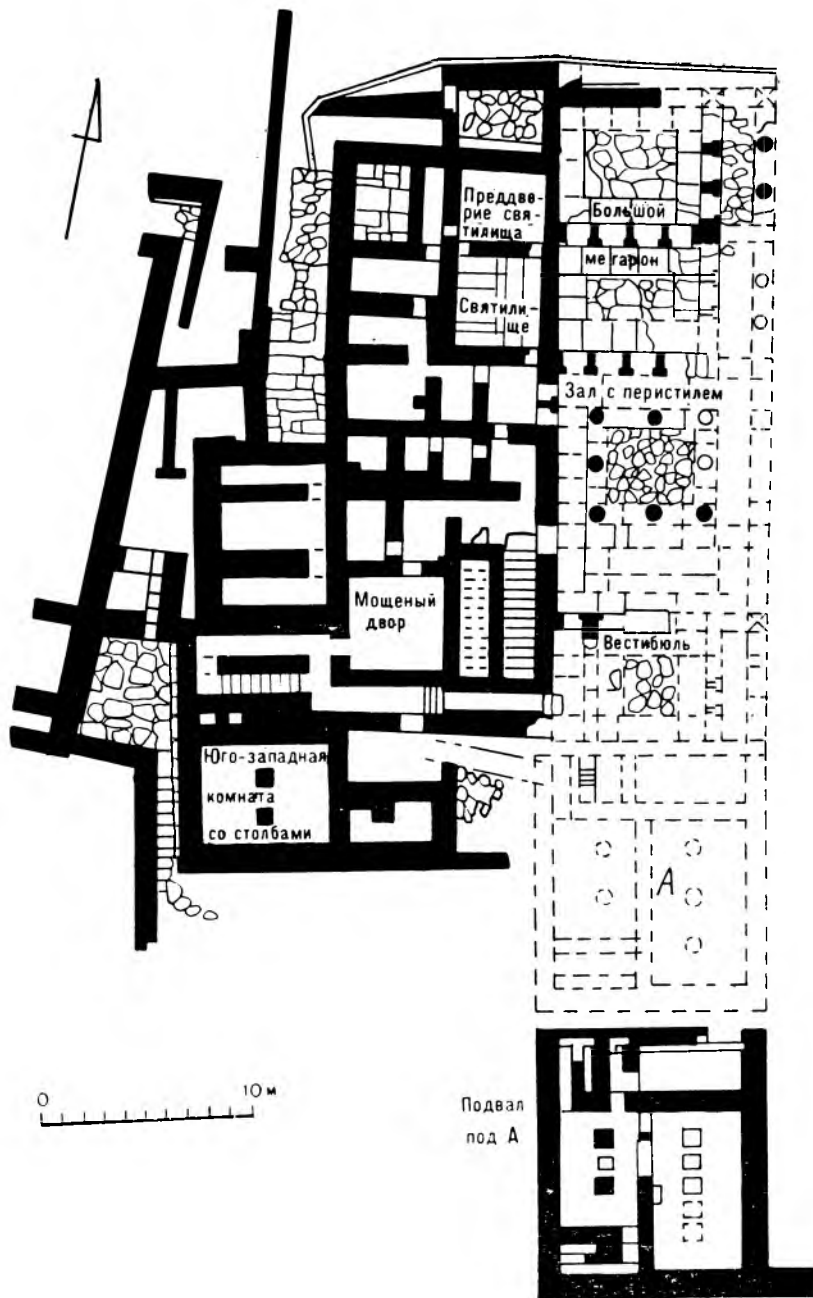 Преддве-
рие свя-
тилища
Большой
мегарон
Святили-
ще
Зал с перистилем
Мощеный
двор
Вестибюль
Юго-западная
комната
со столбами
А
0 10 м
Подвал
под А